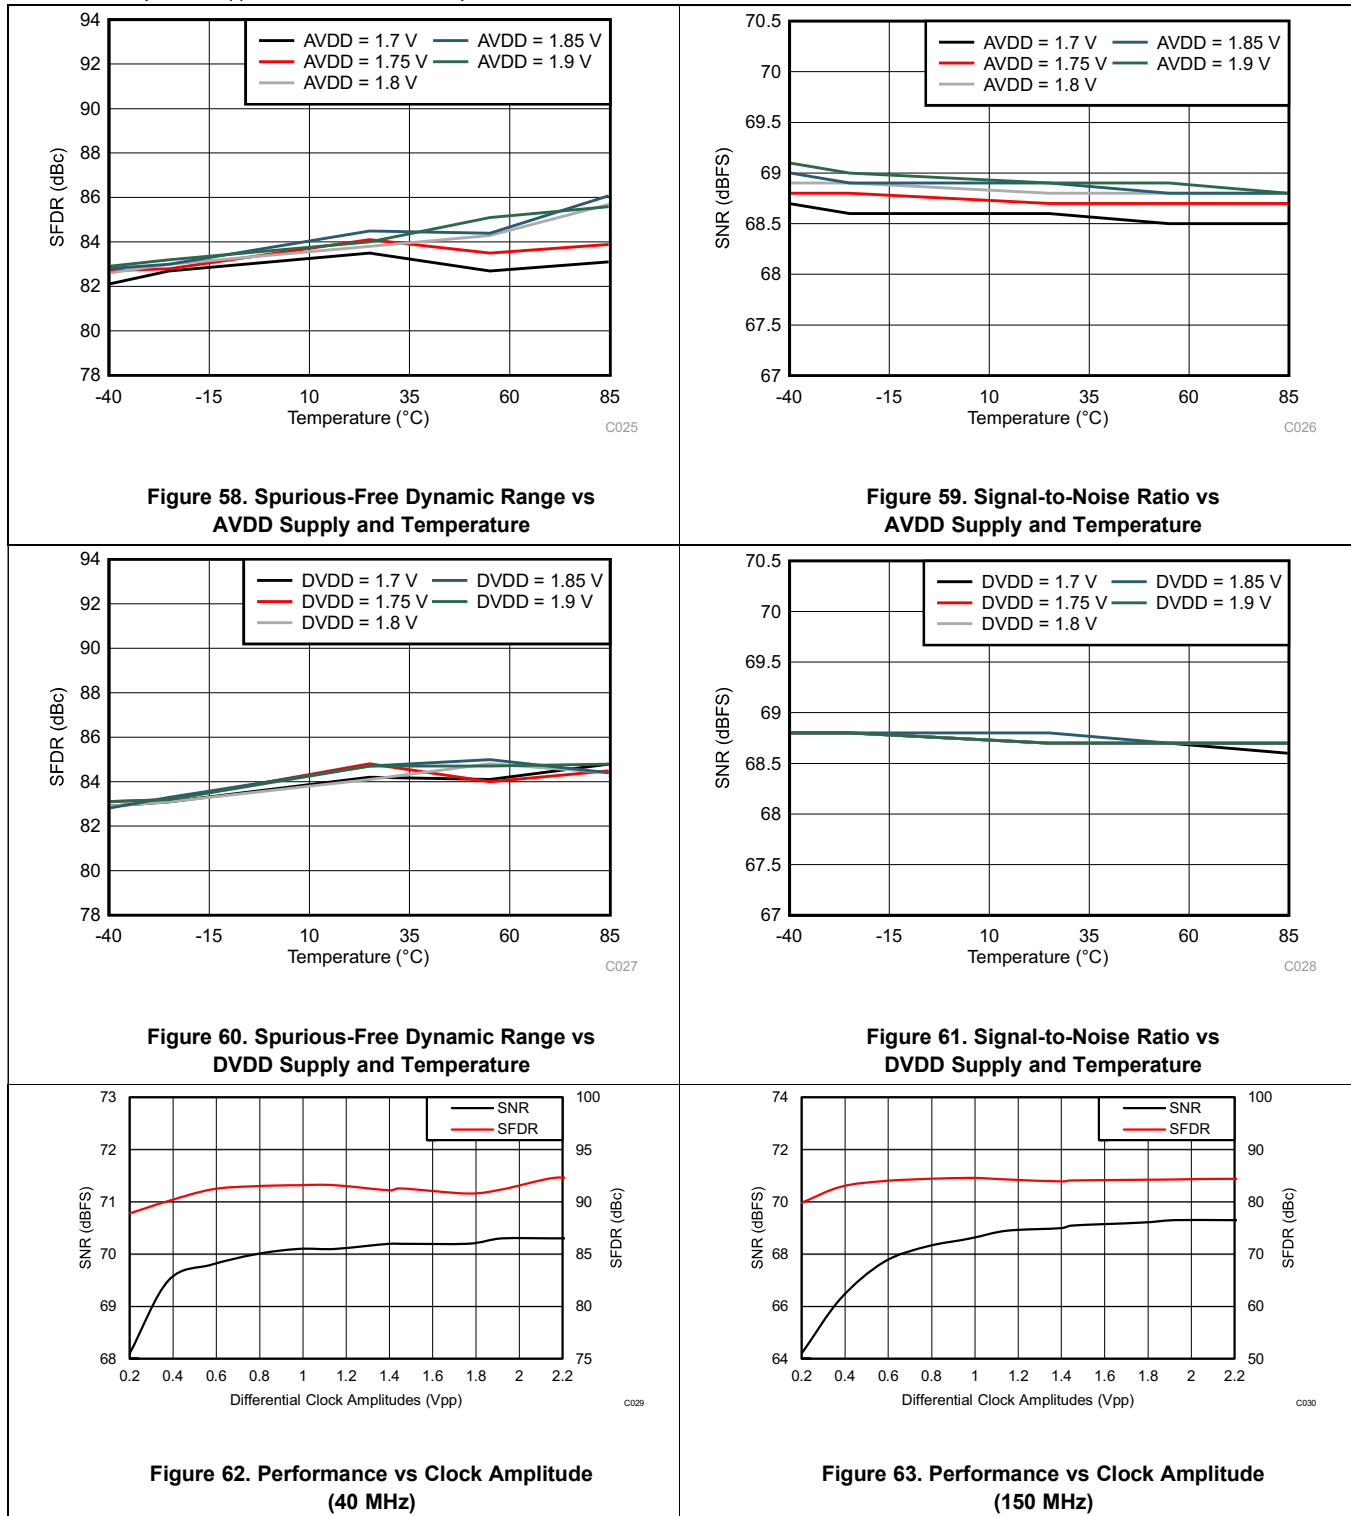 94
92
90
88
86
84
82
80
78
SFDR (dBc)
AVDD = 1.7 V
AVDD = 1.75 V
AVDD = 1.8 V
AVDD = 1.85 V
AVDD = 1.9 V
-40 -15 10 35 60 85
Temperature (°C)
C025
Figure 58. Spurious-Free Dynamic Range vs
AVDD Supply and Temperature
70.5
70
69.5
69
68.5
68
67.5
67
SNR (dBFS)
AVDD = 1.7 V
AVDD = 1.75 V
AVDD = 1.8 V
AVDD = 1.85 V
AVDD = 1.9 V
-40 -15 10 35 60 85
Temperature (°C)
C026
Figure 59. Signal-to-Noise Ratio vs
AVDD Supply and Temperature
94
92
90
88
86
84
82
80
78
SFDR (dBc)
DVDD = 1.7 V
DVDD = 1.75 V
DVDD = 1.8 V
DVDD = 1.85 V
DVDD = 1.9 V
-40 -15 10 35 60 85
Temperature (°C)
C027
Figure 60. Spurious-Free Dynamic Range vs
DVDD Supply and Temperature
70.5
70
69.5
69
68.5
68
67.5
67
SNR (dBFS)
DVDD = 1.7 V
DVDD = 1.75 V
DVDD = 1.8 V
DVDD = 1.85 V
DVDD = 1.9 V
-40 -15 10 35 60 85
Temperature (°C)
C028
Figure 61. Signal-to-Noise Ratio vs
DVDD Supply and Temperature
73
72
71
70
69
68
SNR (dBFS)
SNR
SFDR
100
95
90
85
80
75
SFDR (dBc)
0.2 0.4 0.6 0.8 1 1.2 1.4 1.6 1.8 2 2.2
Differential Clock Amplitudes (Vpp)
C029
Figure 62. Performance vs Clock Amplitude
(40 MHz)
74
72
70
68
66
64
SNR (dBFS)
SNR
SFDR
100
90
80
70
60
50
SFDR (dBc)
0.2 0.4 0.6 0.8 1 1.2 1.4 1.6 1.8 2 2.2
Differential Clock Amplitudes (Vpp)
C030
Figure 63. Performance vs Clock Amplitude
(150 MHz)